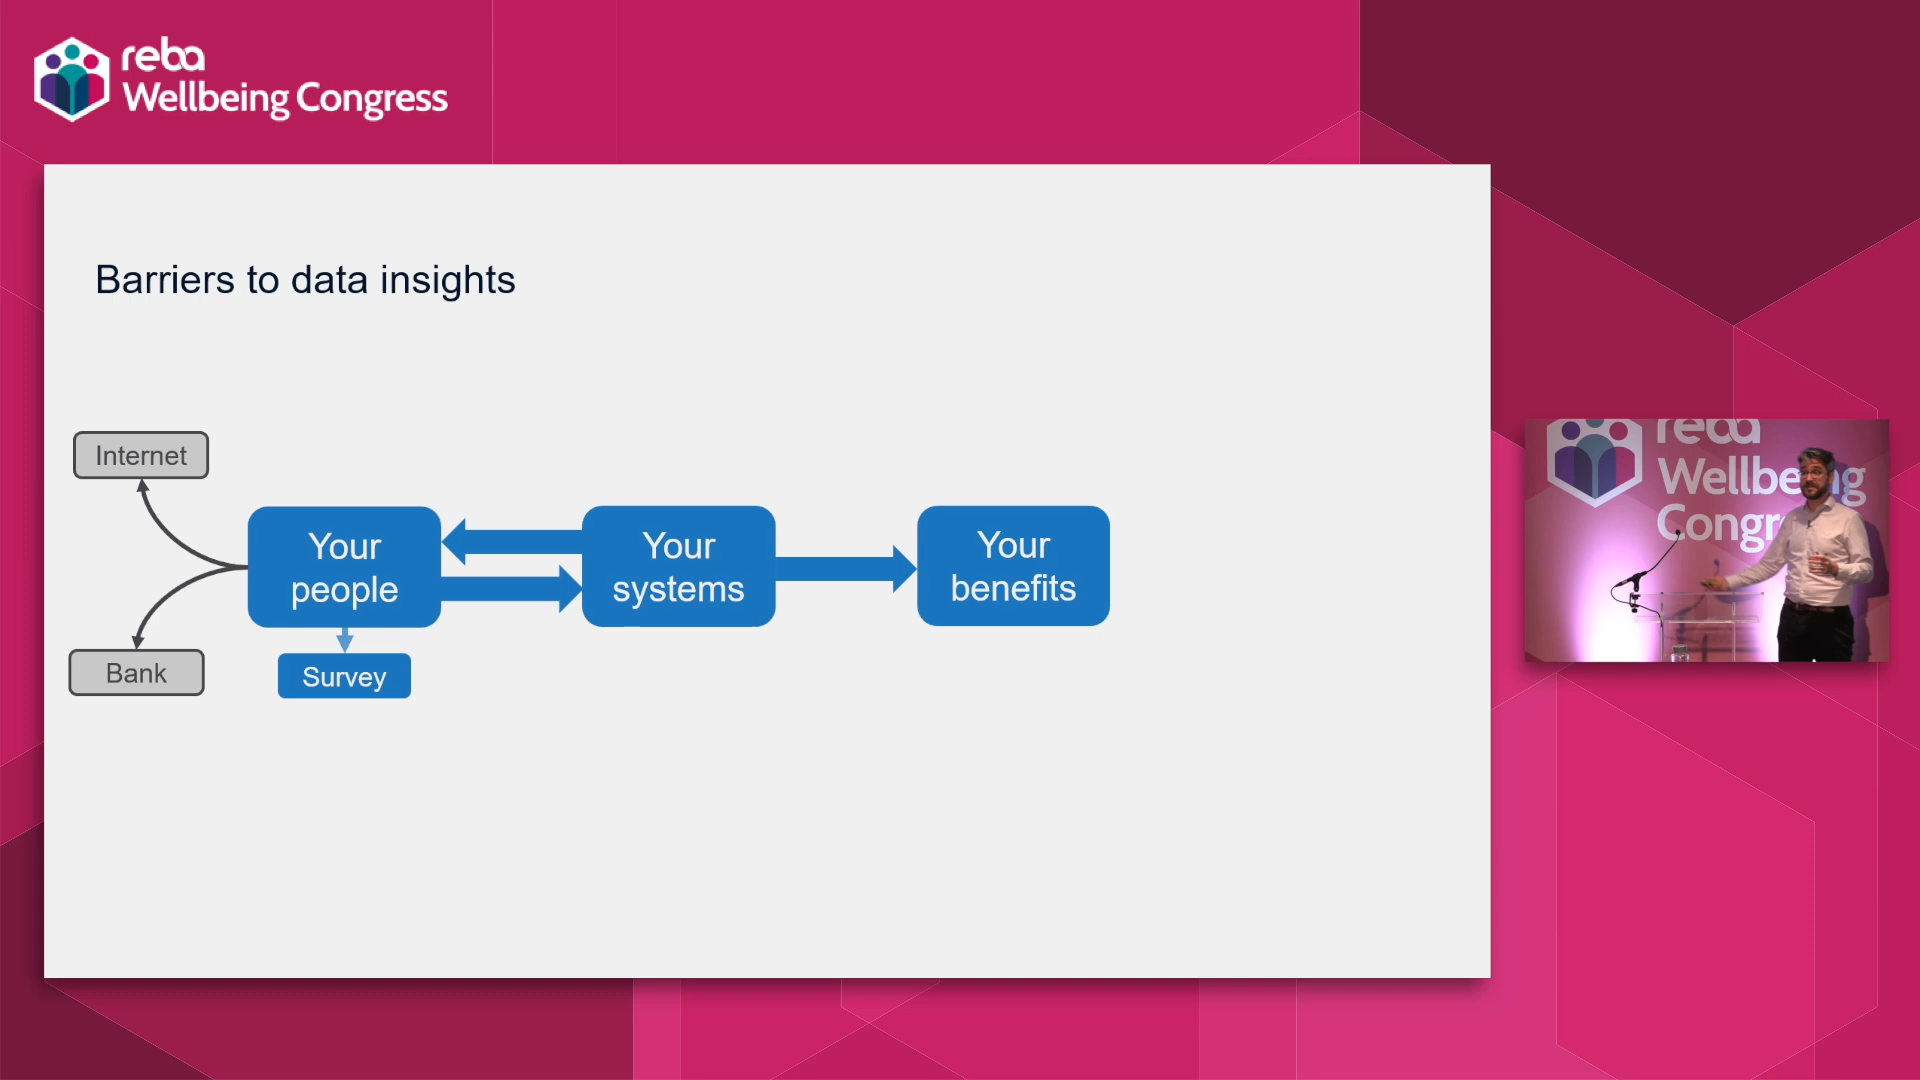 reba
Wellbeing Congress
Barriers to data insights
Internet
Your
people
Your
systems
Your
benefits
Bank
Survey
reba
Wellbeing
Congr